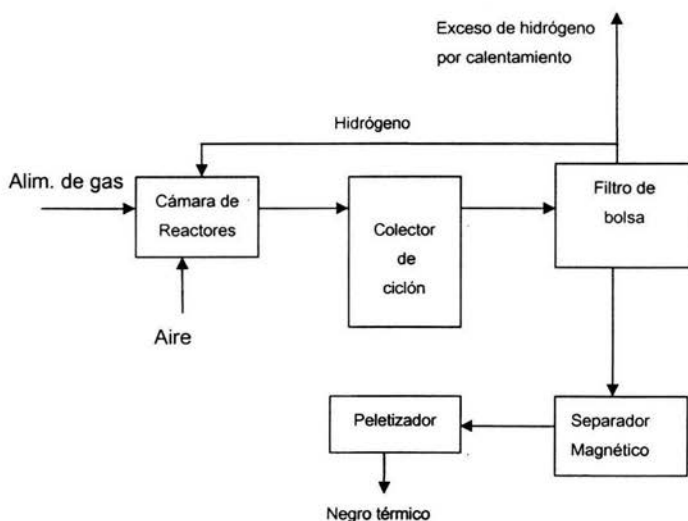 Exceso de hidrógeno
por calentamiento
Hidrógeno
Alim. de gas
Cámara de
Reactores
Colector
de
ciclón
Filtro de
bolsa
Aire
Peletizador
Separador
Magnético
Negro térmico